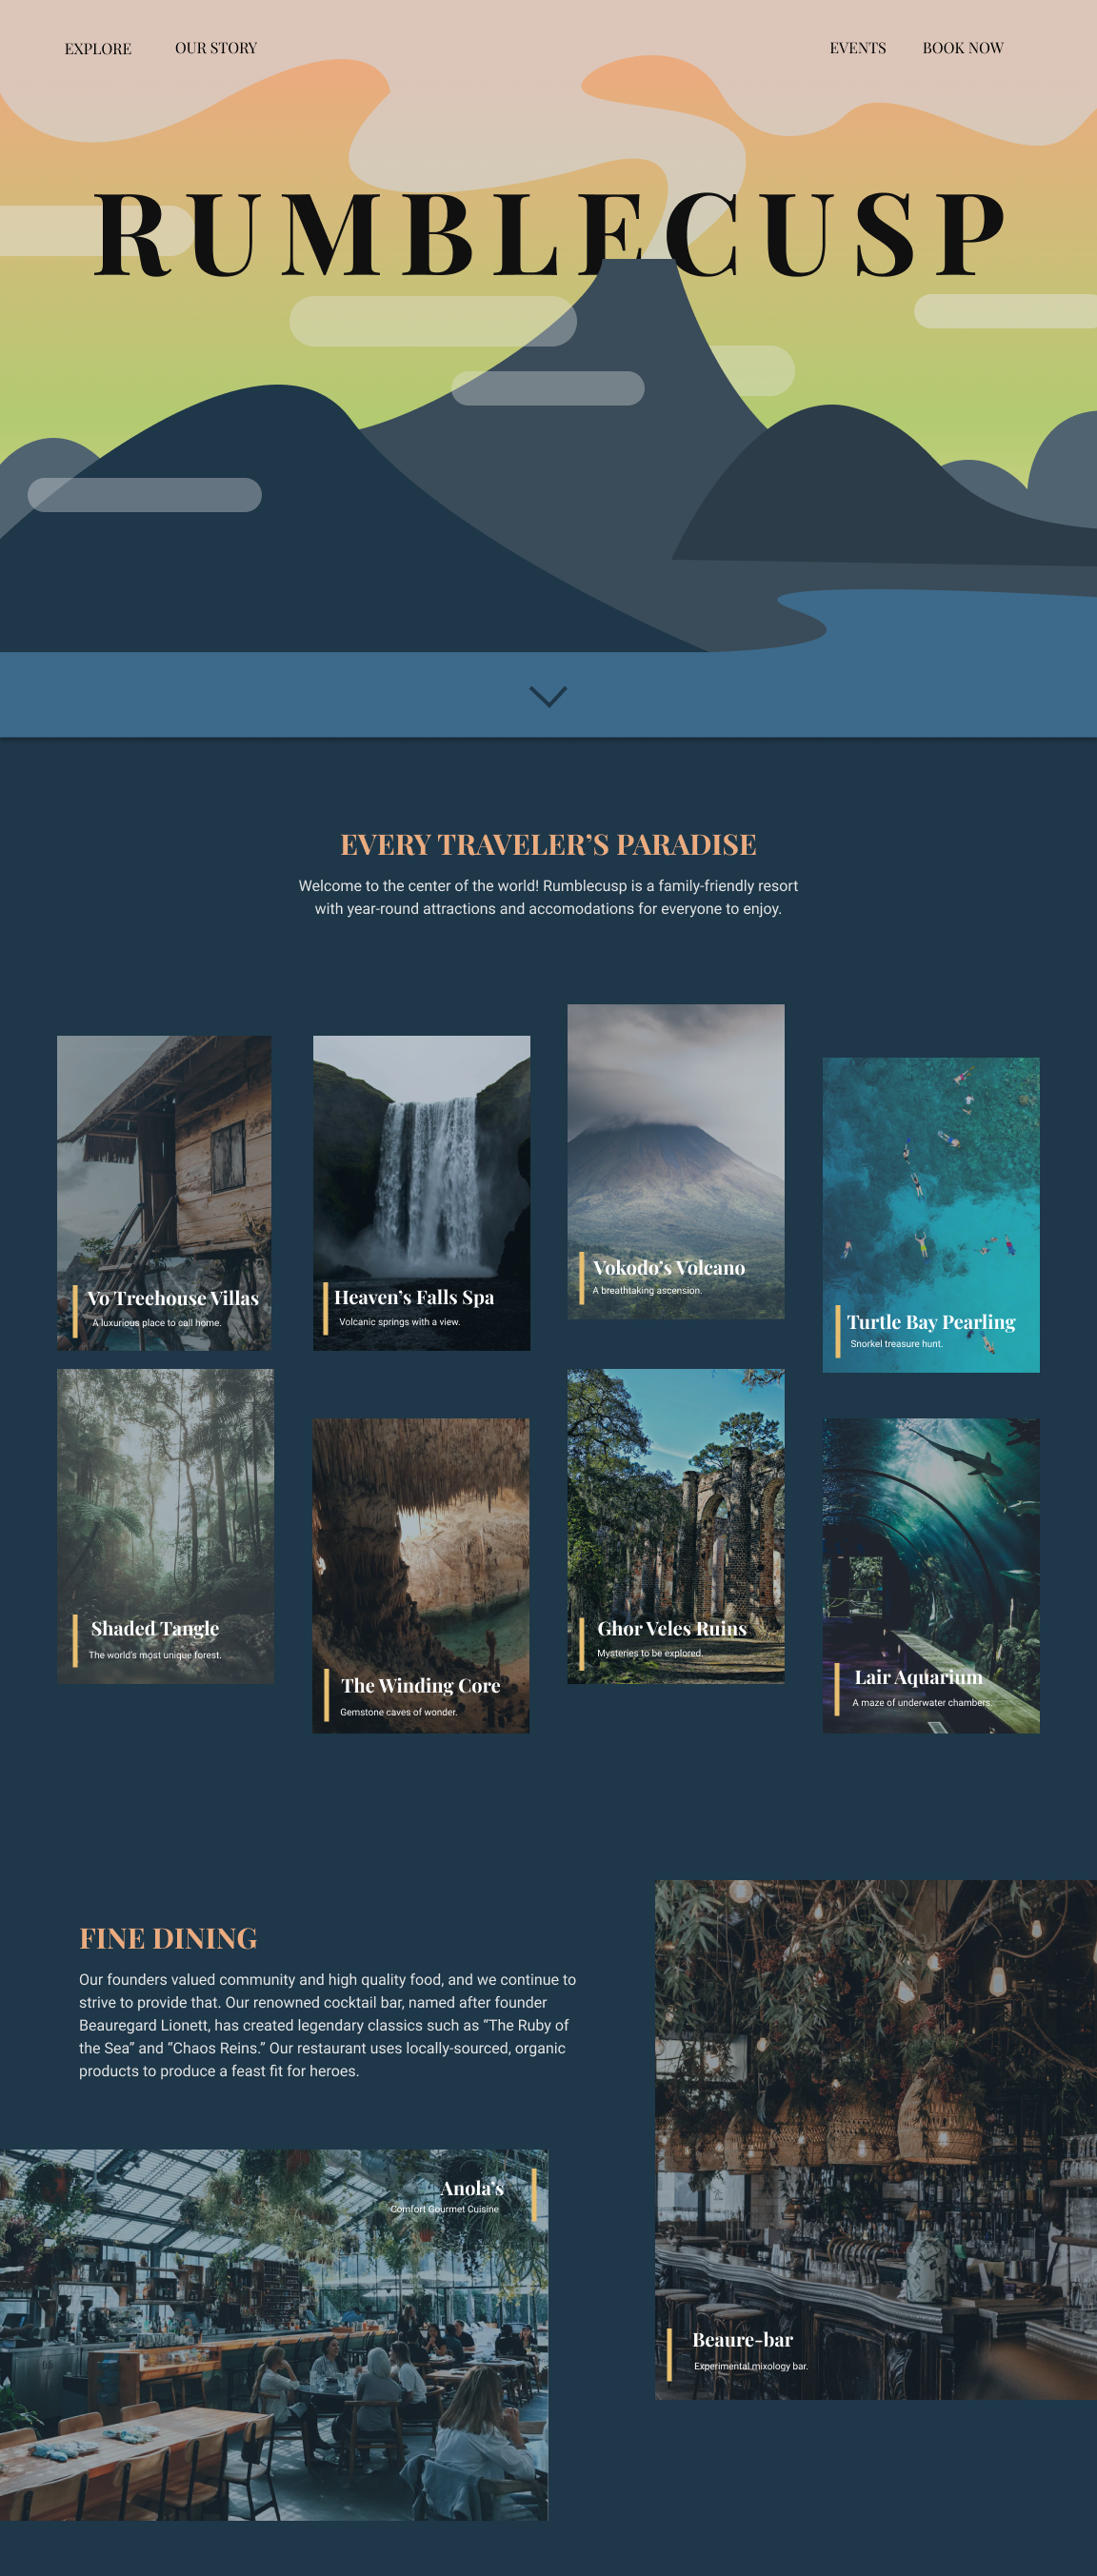 EXPLORE
OUR STORY
EVENTS
BOOK NOW
RUMBLECUSP
EVERY TRAVELER’S PARADISE
Welcome to the center of the world! Rumblecusp is a family-friendly resort
with year-round attractions and accomodations for everyone to enjoy.
Vo Treehouse Villas
A luxurious place to call home.
Heaven’s Falls Spa
Volcanic springs with a view.
Vokodo’s Volcano
A breathtaking ascension.
Turtle Bay Pearling
Snorkel treasure hunt.
Shaded Tangle
The world's most unique forest.
The Winding Core
Gemstone caves of wonder.
Ghor Veles Ruins
Mysteries to be explored.
Lair Aquarium
A maze of underwater chambers.
FINE DINING
Our founders valued community and high quality food, and we continue to
strive to provide that. Our renowned cocktail bar, named after founder
Beauregard Lionett, has created legendary classics such as “The Ruby of
the Sea” and “Chaos Reins.” Our restaurant uses locally-sourced, organic
products to produce a feast fit for heroes.
Anola’s
Comfort Gourmet Cuisine
Beaure-bar
Experimental mixology bar.